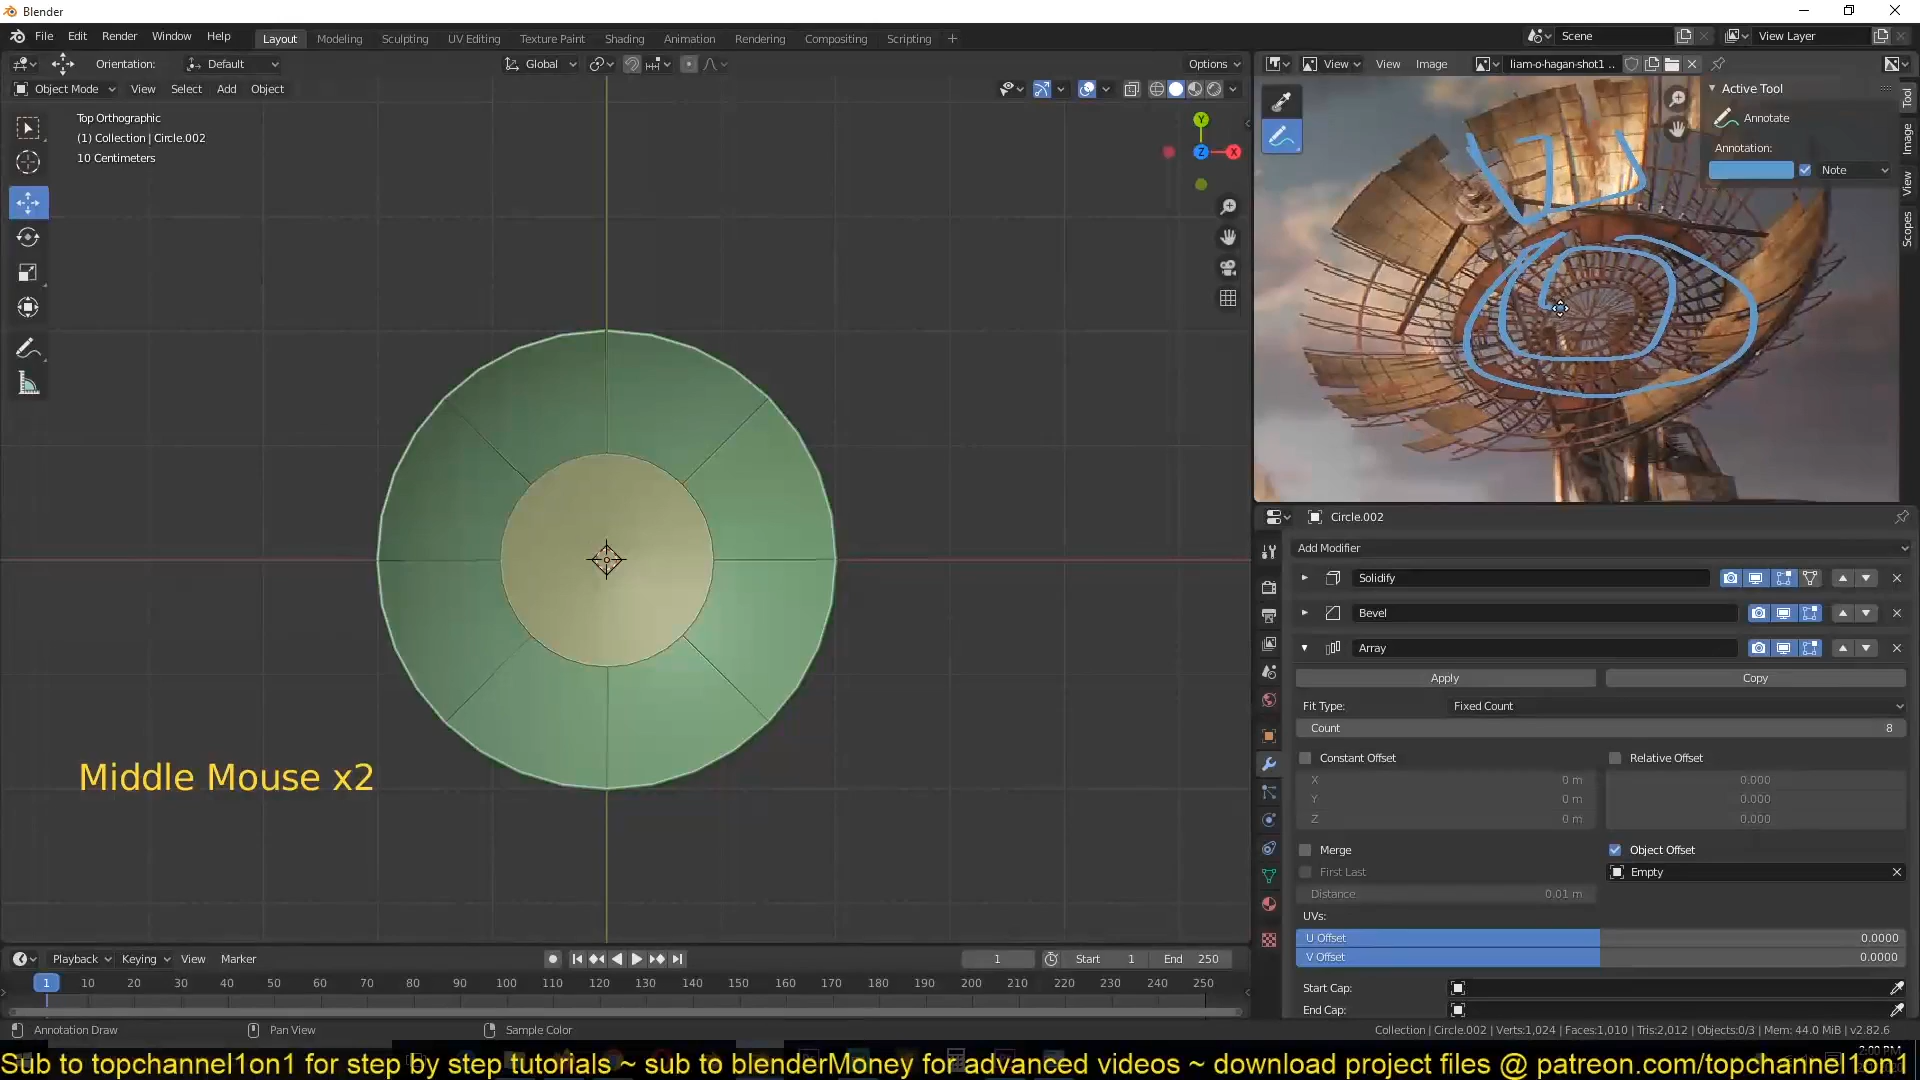 Blender
File Edit Render Window Help
Layout Modeling Sculpting UV Editing Texture Paint Shading Animation Rendering Compositing Scripting
Scene View Layer
Orientation: Default Global Options
View View Image liam-o-hagan-shot1 ..
Object Mode View Select Add Object
Top Orthographic
(1) Collection | Circle.002
10 Centimeters
Y
Z X
Active Tool
Annotate
Annotation:
Note
Tool
Image
View
Scopes
Circle.002
Add Modifier
Solidify
Bevel
Array
Apply Copy
Fit Type: Fixed Count
Count 8
Constant Offset Relative Offset
X 0 m 0.000
Y 0 m 0.000
Z 0 m 0.000
Merge Object Offset
First Last Empty
Distance 0.01 m
UVs:
U Offset 0.0000
V Offset 0.0000
Start Cap:
End Cap:
Middle Mouse x2
Playback Keying View Marker 1 Start 1 End 250
1 10 20 30 40 50 60 70 80 90 100 110 120 130 140 150 160 170 180 190 200 210 220 230 240 250
Annotation Draw Pan View Sample Color
Collection | Circle.002 | Verts:1,024 | Faces:1,010 | Tris:2,012 | Objects:0/3 | Mem: 44.0 MiB | v2.82.6
Sub to topchannel1on1 for step by step tutorials ~ sub to blenderMoney for advanced videos ~ download project files @ patreon.com/topchannel1on1